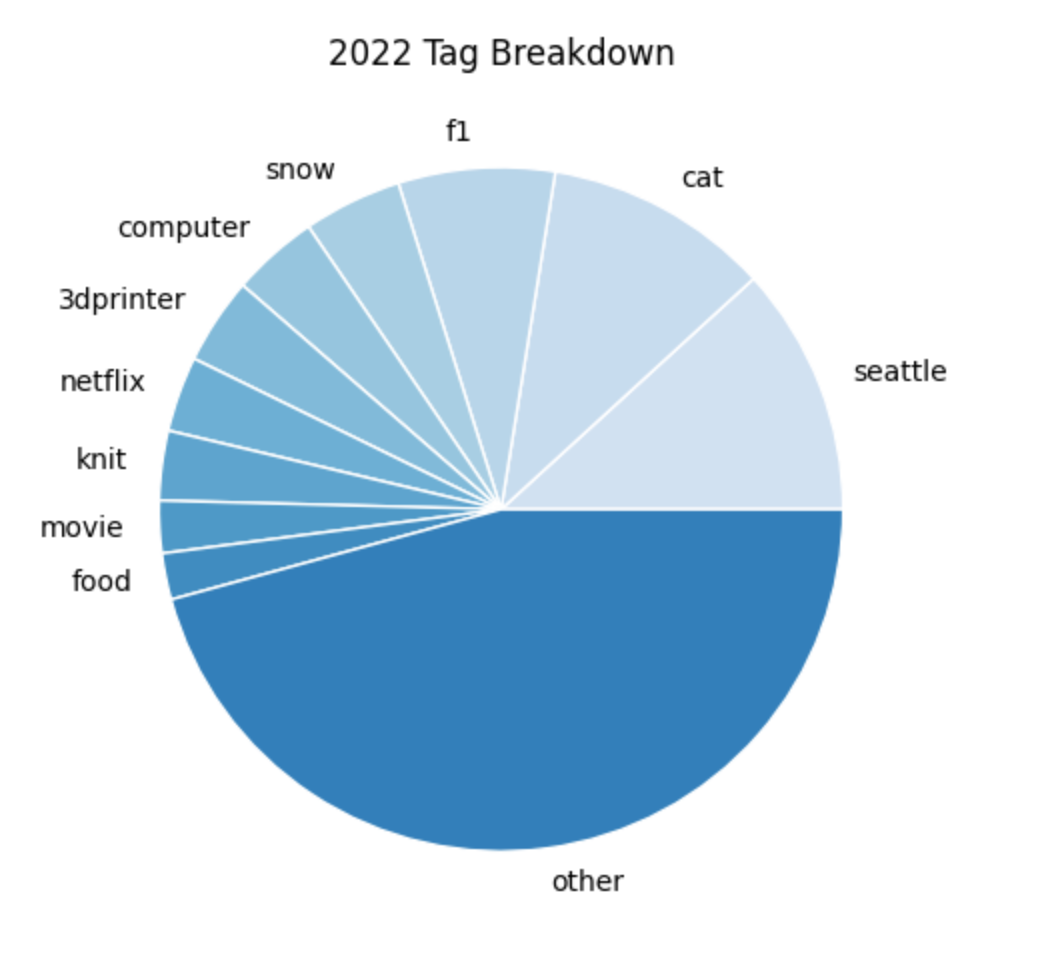 2022 Tag Breakdown
f1
snow
cat
computer
3dprinter
seattle
netflix
knit
movie
food
other